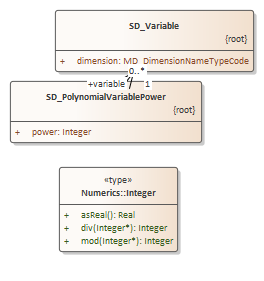 SD_Variable
{root}
+ dimension: MD_DimensionNameTypeCode
0..*
+variable 1
SD_PolynomialVariablePower
{root}
+ power: Integer
«type»
Numerics::Integer
+ asReal(): Real
+ div(Integer*): Integer
+ mod(Integer*): Integer